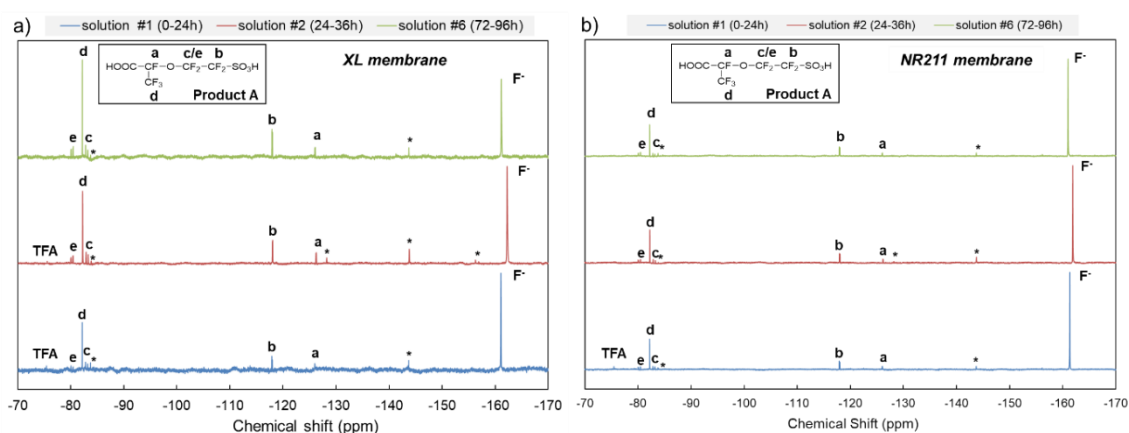 a)
solution #1 (0-24h) solution #2 (24-36h) solution #6 (72-96h)
d
a c/e b
HOOC-CF-O-CF2-CF2-SO3H
CF3
d
Product A
XL membrane
F-
e c * b a *
d
F-
TFA e c * b a * * *
d
F-
TFA e c * b a *
-70 -80 -90 -100 -110 -120 -130 -140 -150 -160 -170
Chemical shift (ppm)
b)
solution #1 (0-24h) solution #2 (24-36h) solution #6 (72-96h)
a c/e b
HOOC-CF-O-CF2-CF2-SO3H
CF3
d
Product A
NR211 membrane
F-
d
e c * b a *
F-
d
e c * b a * *
F-
d
TFA e c * b a *
-70 -80 -90 -100 -110 -120 -130 -140 -150 -160 -170
Chemical Shift (ppm)